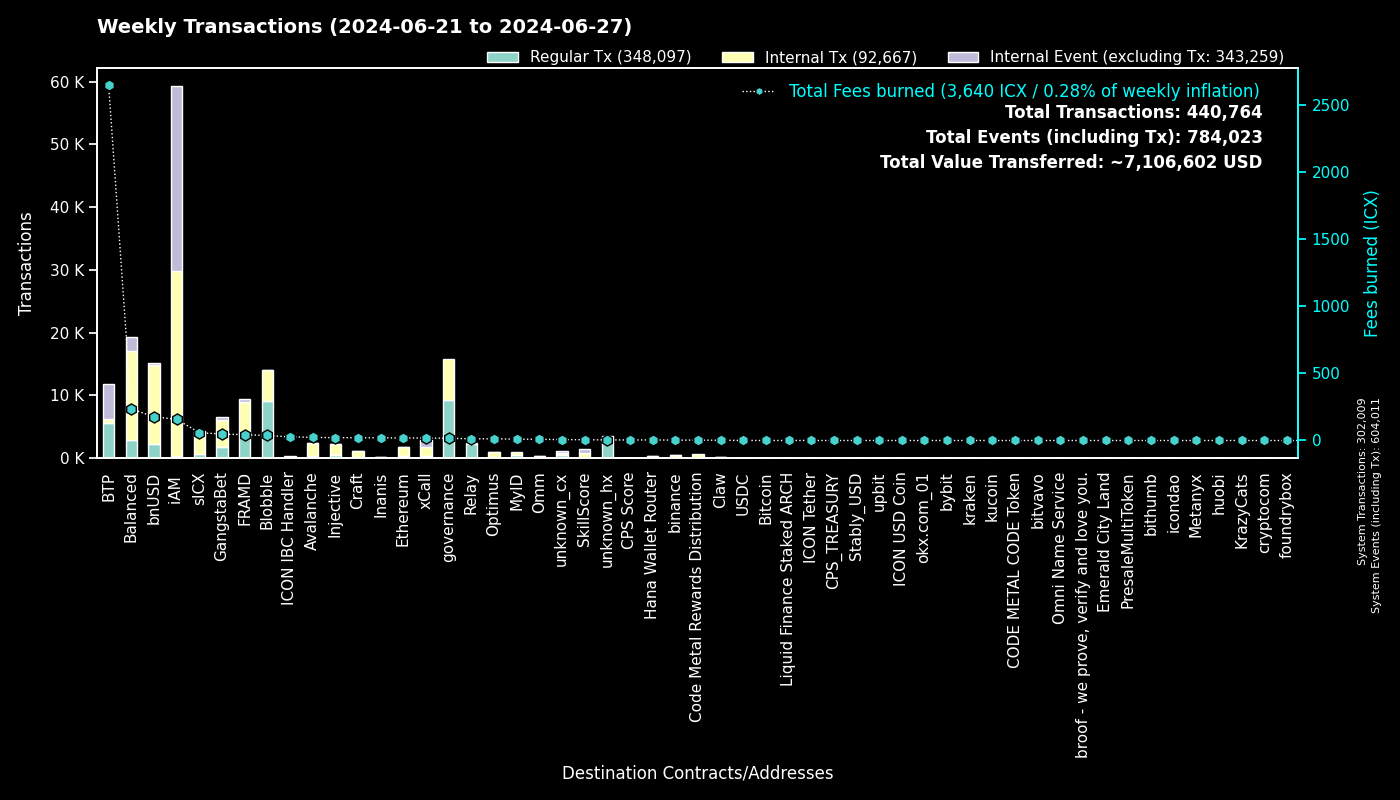 Weekly Transactions (2024-06-21 to 2024-06-27)
Regular Tx (348,097)
Internal Tx (92,667)
Internal Event (excluding Tx: 343,259)
Total Fees burned (3,640 ICX / 0.28% of weekly inflation)
Total Transactions: 440,764
Total Events (including Tx): 784,023
Total Value Transferred: ~7,106,602 USD
Transactions
60 K
50 K
40 K
30 K
20 K
10 K
0 K
2500
2000
1500
1000
500
0
Fees burned (ICX)
System Transactions: 302,009
System Events (including Tx): 604,011
BTP
Balanced
bnUSD
iAM
sICX
GangstaBet
FRAMD
Blobble
ICON IBC Handler
Avalanche
Injective
Craft
Inanis
Ethereum
xCall
governance
Relay
Optimus
MyID
Omm
unknown_cx
SkillScore
unknown_hx
CPS Score
Hana Wallet Router
binance
Code Metal Rewards Distribution
Claw
USDC
Bitcoin
Liquid Finance Staked ARCH
ICON Tether
CPS_TREASURY
Stably_USD
upbit
ICON USD Coin
okx.com_01
bybit
kraken
kucoin
CODE METAL CODE Token
bitvavo
Omni Name Service
broof - we prove, verify and love you.
Emerald City Land
PresaleMultiToken
bithumb
icondao
Metanyx
huobi
KrazyCats
cryptocom
foundrybox
Destination Contracts/Addresses